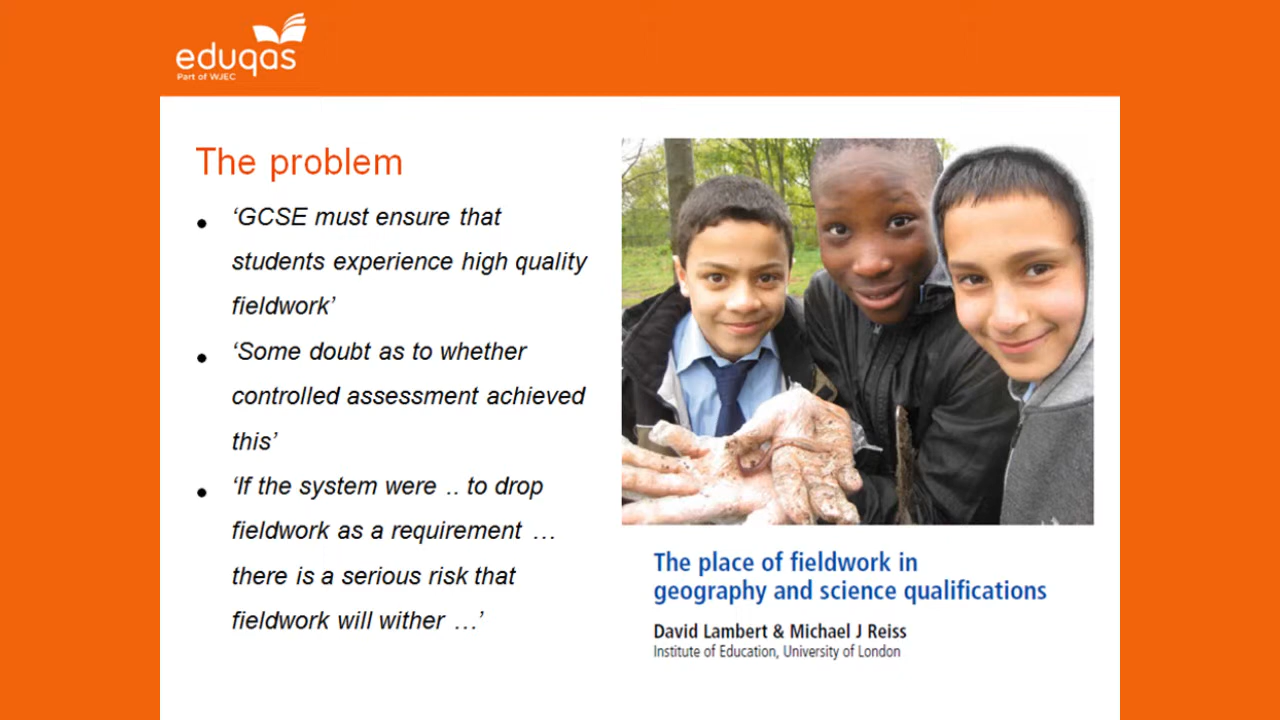 eduqas
Part of WJEC
The problem
• ‘GCSE must ensure that
students experience high quality
fieldwork’
• ‘Some doubt as to whether
controlled assessment achieved
this’
• ‘If the system were .. to drop
fieldwork as a requirement …
there is a serious risk that
fieldwork will wither …’
The place of fieldwork in
geography and science qualifications
David Lambert & Michael J Reiss
Institute of Education, University of London